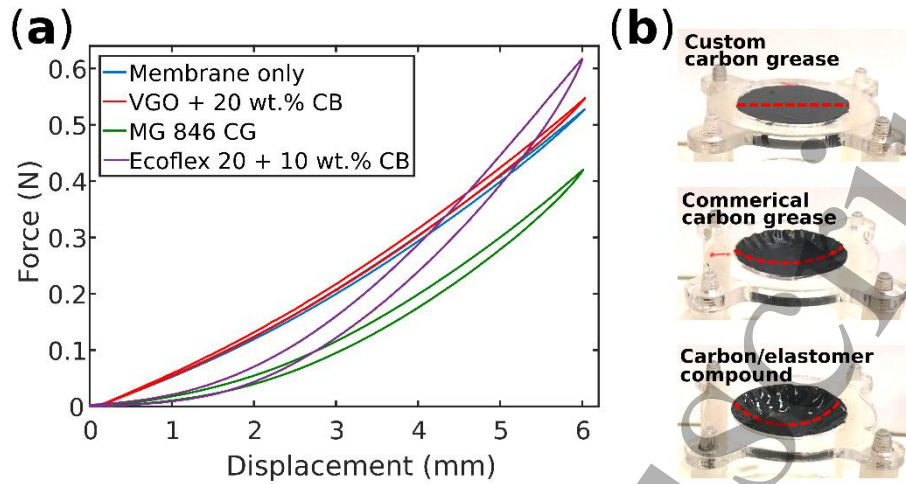 (a)
0.6
0.5
0.4
0.3
0.2
0.1
0
Force (N)
Membrane only
VGO + 20 wt.% CB
MG 846 CG
Ecoflex 20 + 10 wt.% CB
0 1 2 3 4 5 6
Displacement (mm)
(b)
Custom
carbon grease
Commerical
carbon grease
Carbon/elastomer
compound